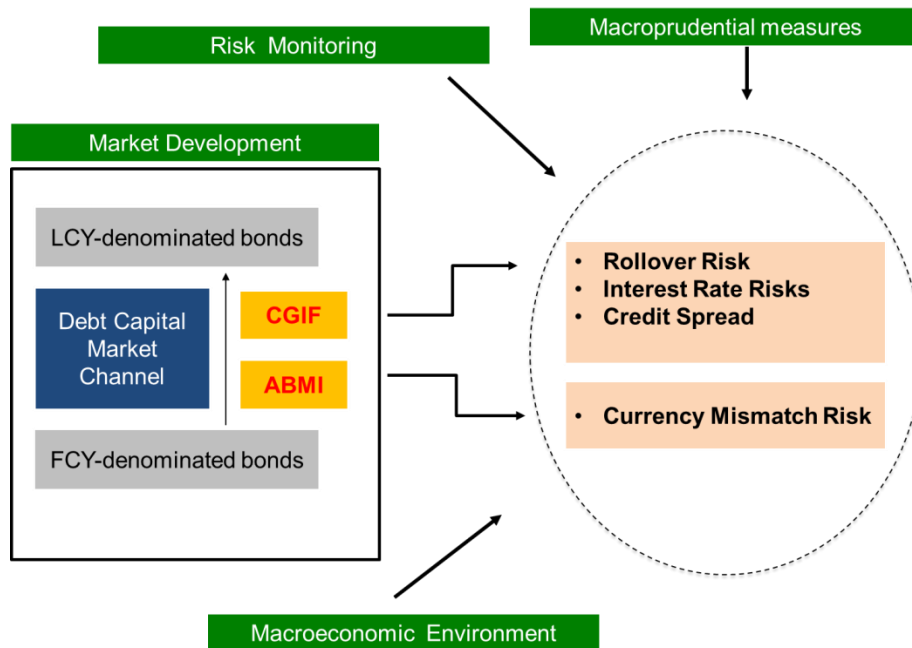 Risk Monitoring
Macroprudential measures
Market Development
LCY-denominated bonds
Debt Capital
Market
Channel
CGIF
ABMI
FCY-denominated bonds
• Rollover Risk
• Interest Rate Risks
• Credit Spread
• Currency Mismatch Risk
Macroeconomic Environment